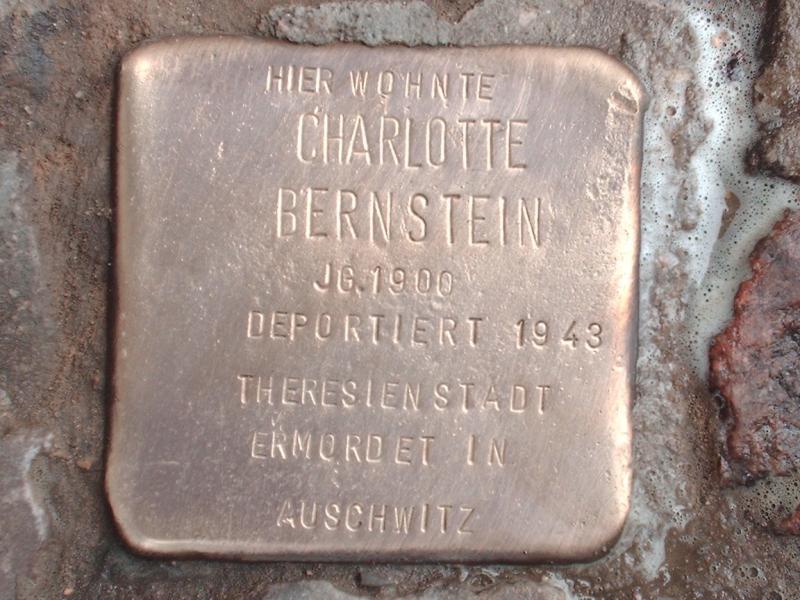 HIER WOHNTE
CHARLOTTE
BERNSTEIN
JG.1900
DEPORTIERT 1943
THERESIENSTADT
ERMORDET IN
AUSCHWITZ